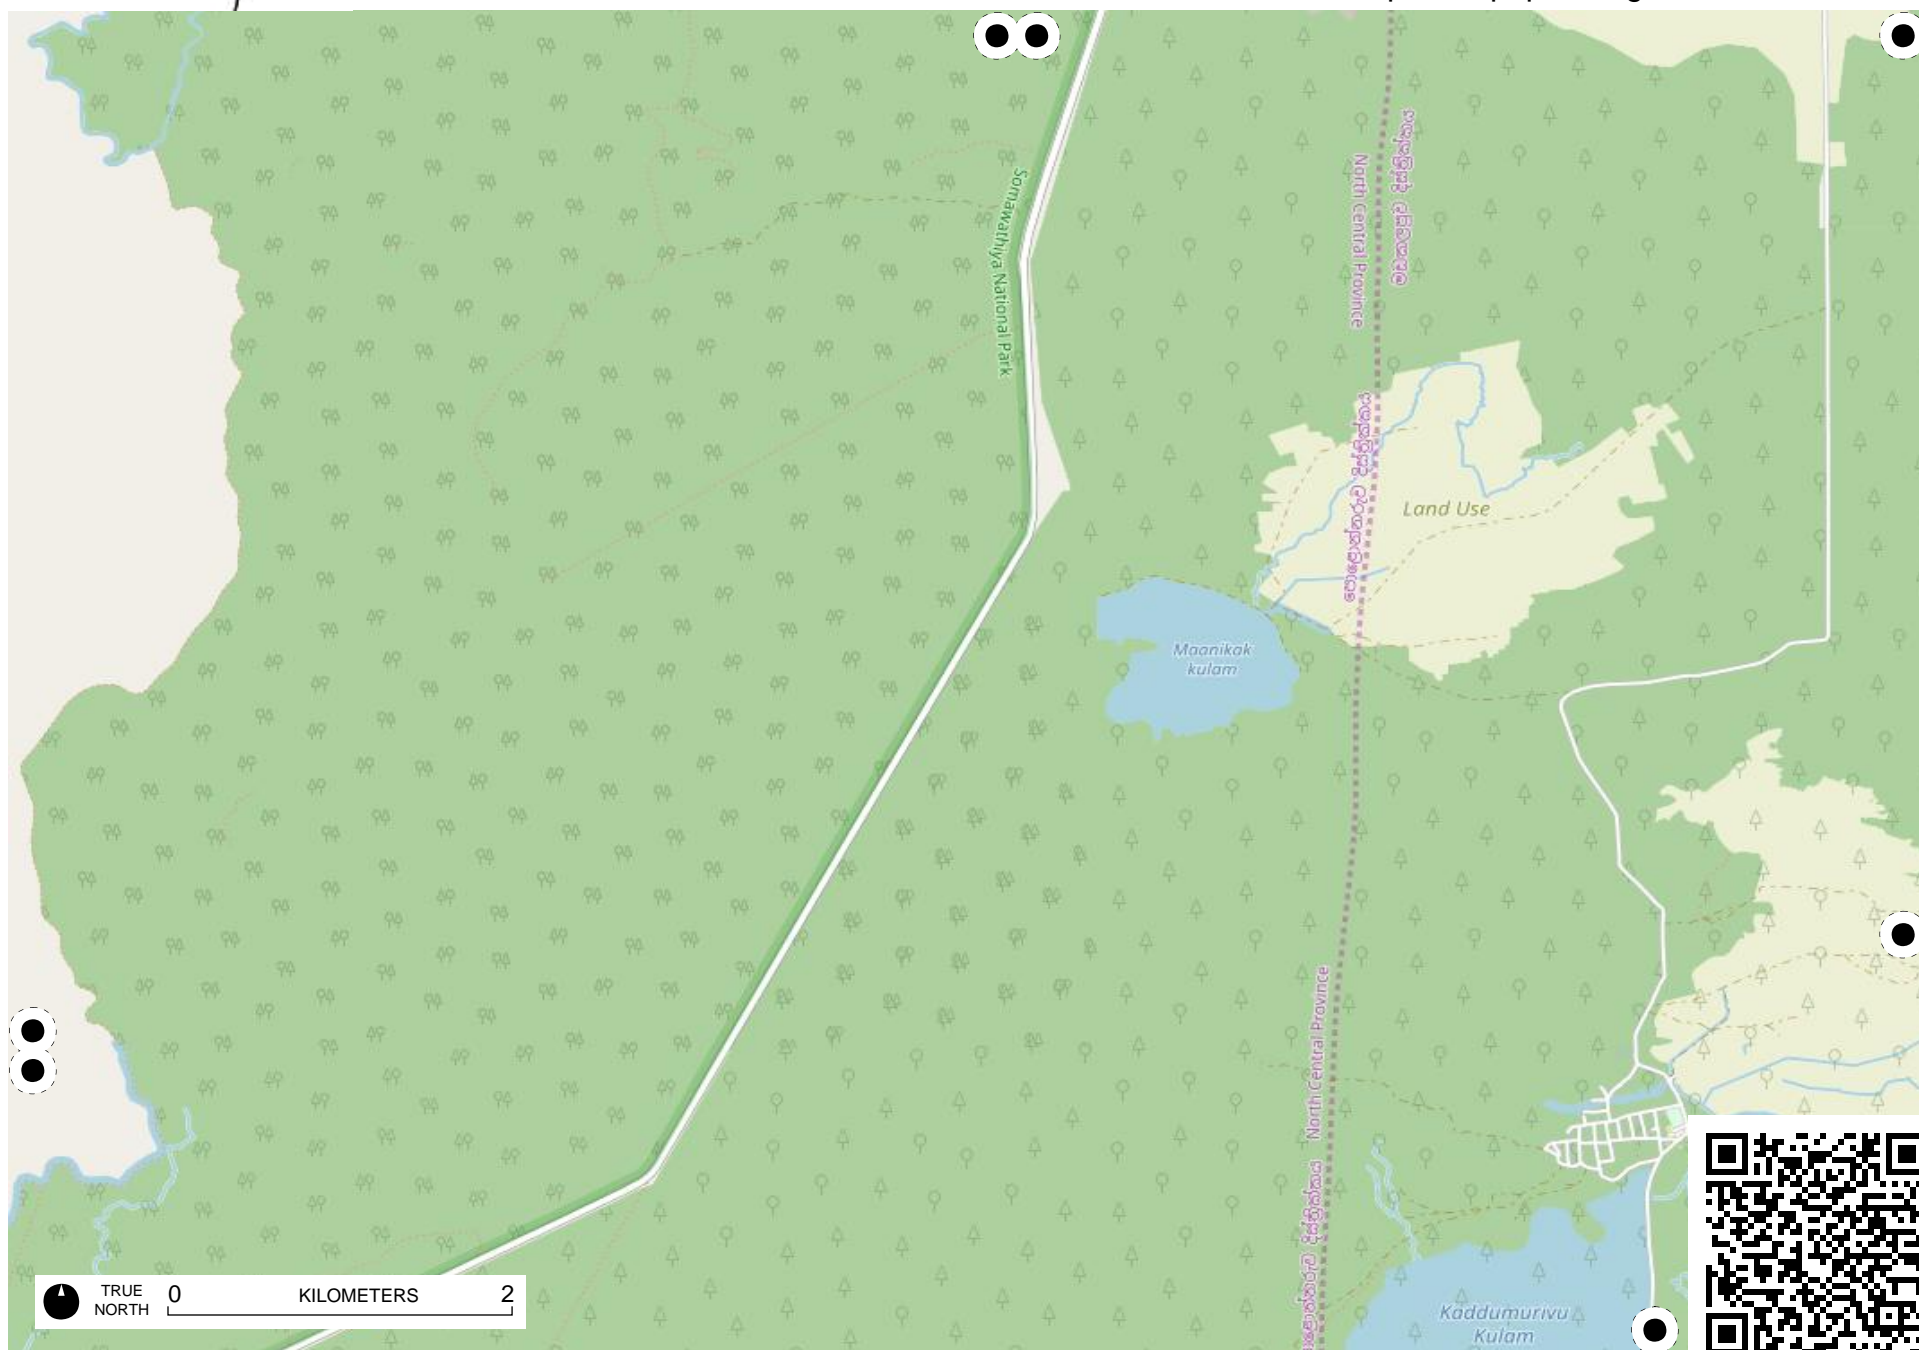 Somawathiya National Park
North Central Province
Land Use
Maanikak
kulam
North Central Province
TRUE
NORTH
0
KILOMETERS
2
Kaddumurivu
Kulam